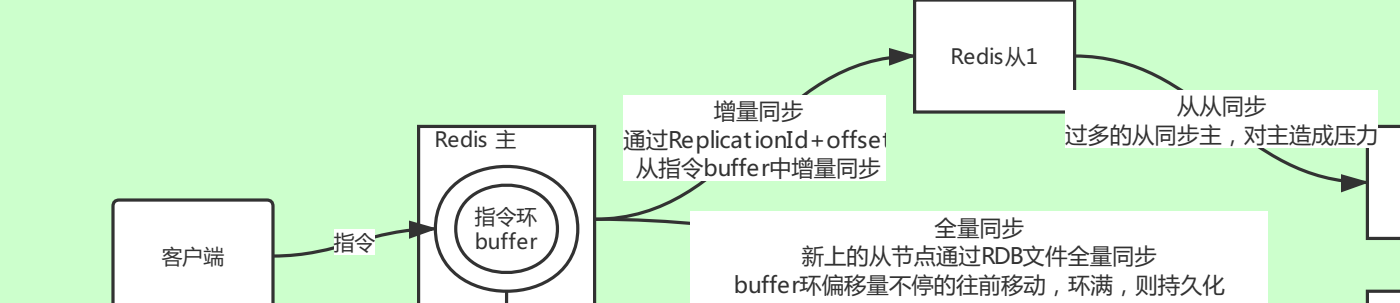 Redis从1
增量同步
通过ReplicationId+offset
从指令buffer中增量同步
从从同步
过多的从同步主，对主造成压力
Redis 主
指令环
buffer
客户端
指令
全量同步
新上的从节点通过RDB文件全量同步
buffer环偏移量不停的往前移动，环满，则持久化